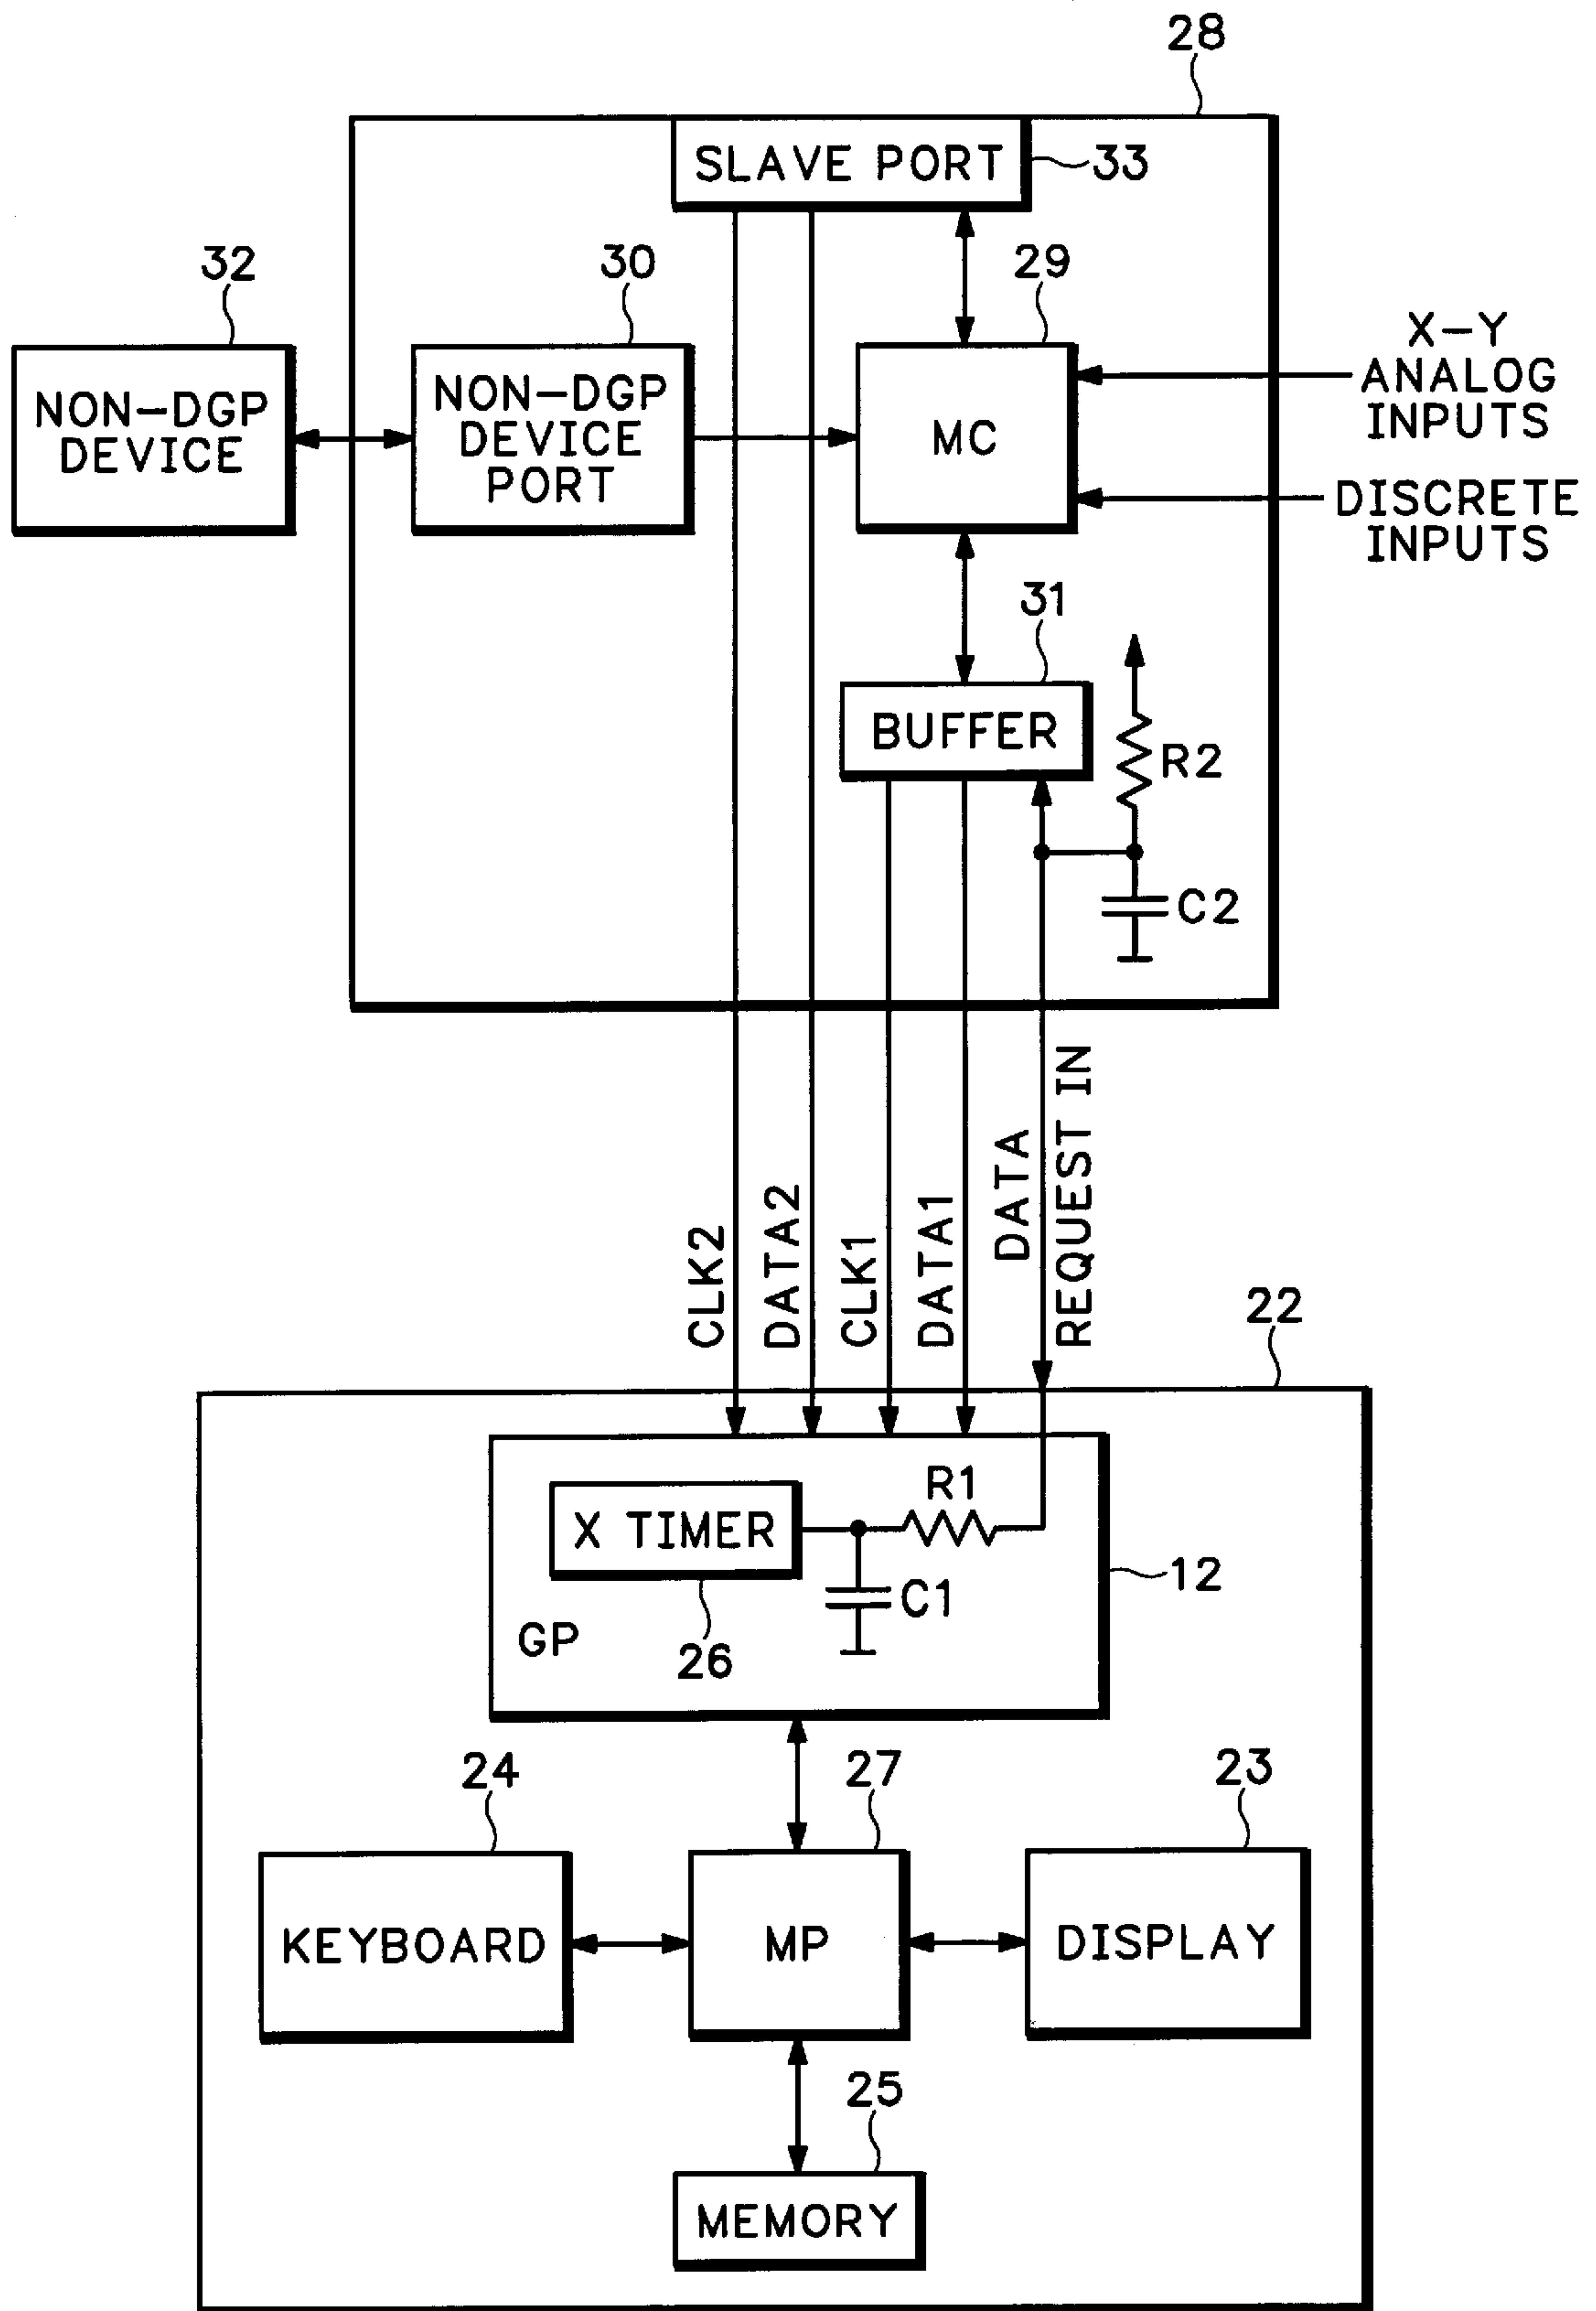 28
SLAVE PORT
33
32
30
29
NON-DGP
DEVICE
NON-DGP
DEVICE
PORT
MC
X-Y
ANALOG
INPUTS
DISCRETE
INPUTS
31
BUFFER
R2
C2
CLK2
DATA2
CLK1
DATA1
DATA
REQUEST IN
22
X TIMER
R1
12
C1
GP
26
24
27
23
KEYBOARD
MP
DISPLAY
25
MEMORY